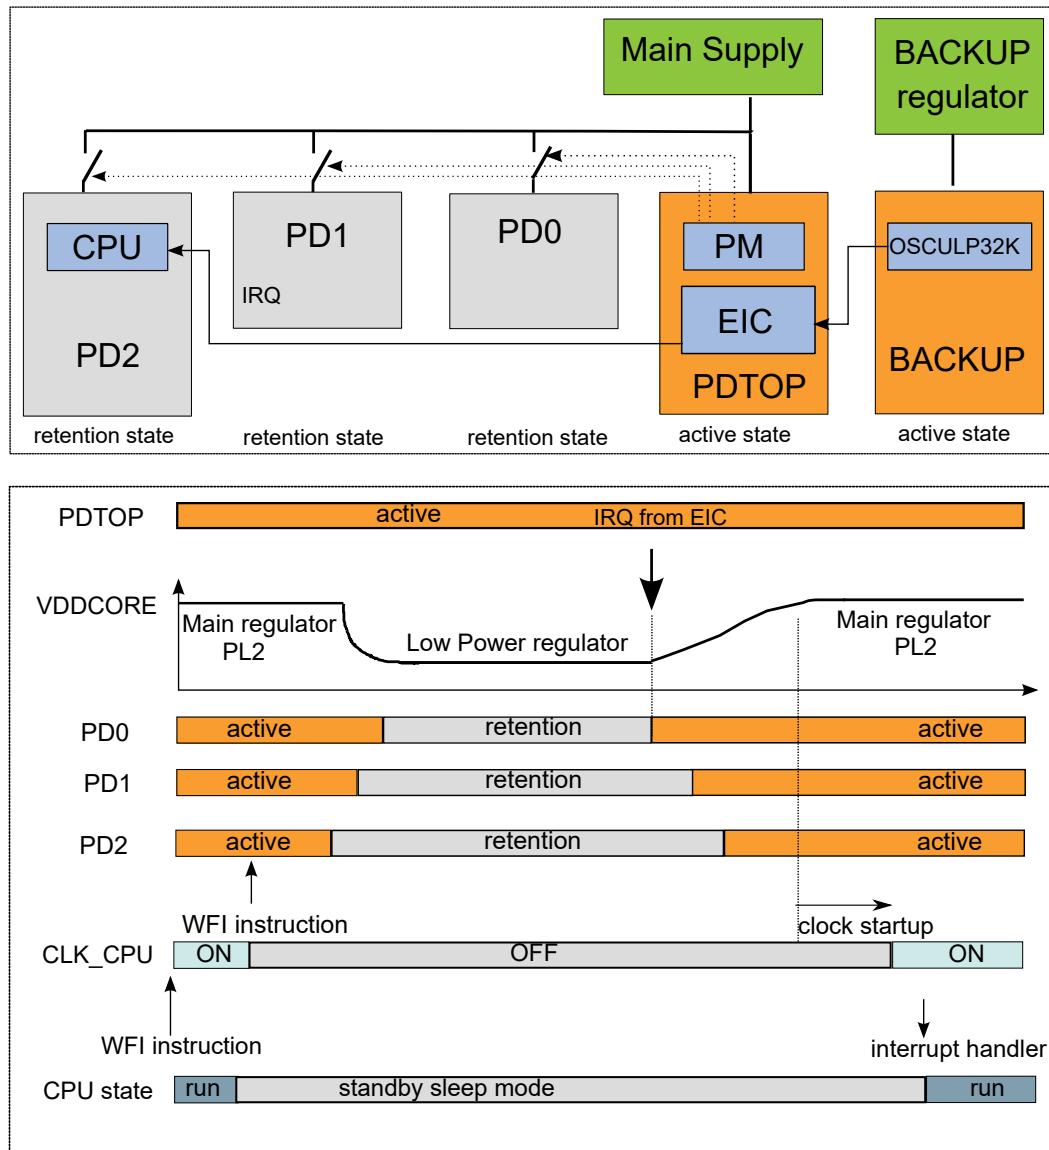 Main Supply
BACKUP
regulator
CPU
PD2
PD1
IRQ
PD0
PM
EIC
PDTOP
OSCULP32K
BACKUP
retention state
retention state
retention state
active state
active state
PDTOP
active
IRQ from EIC
VDDCORE
Main regulator
PL2
Low Power regulator
Main regulator
PL2
PD0
active
retention
active
PD1
active
retention
active
PD2
active
retention
active
WFI instruction
clock startup
CLK_CPU
ON
OFF
ON
WFI instruction
interrupt handler
CPU state
run
standby sleep mode
run